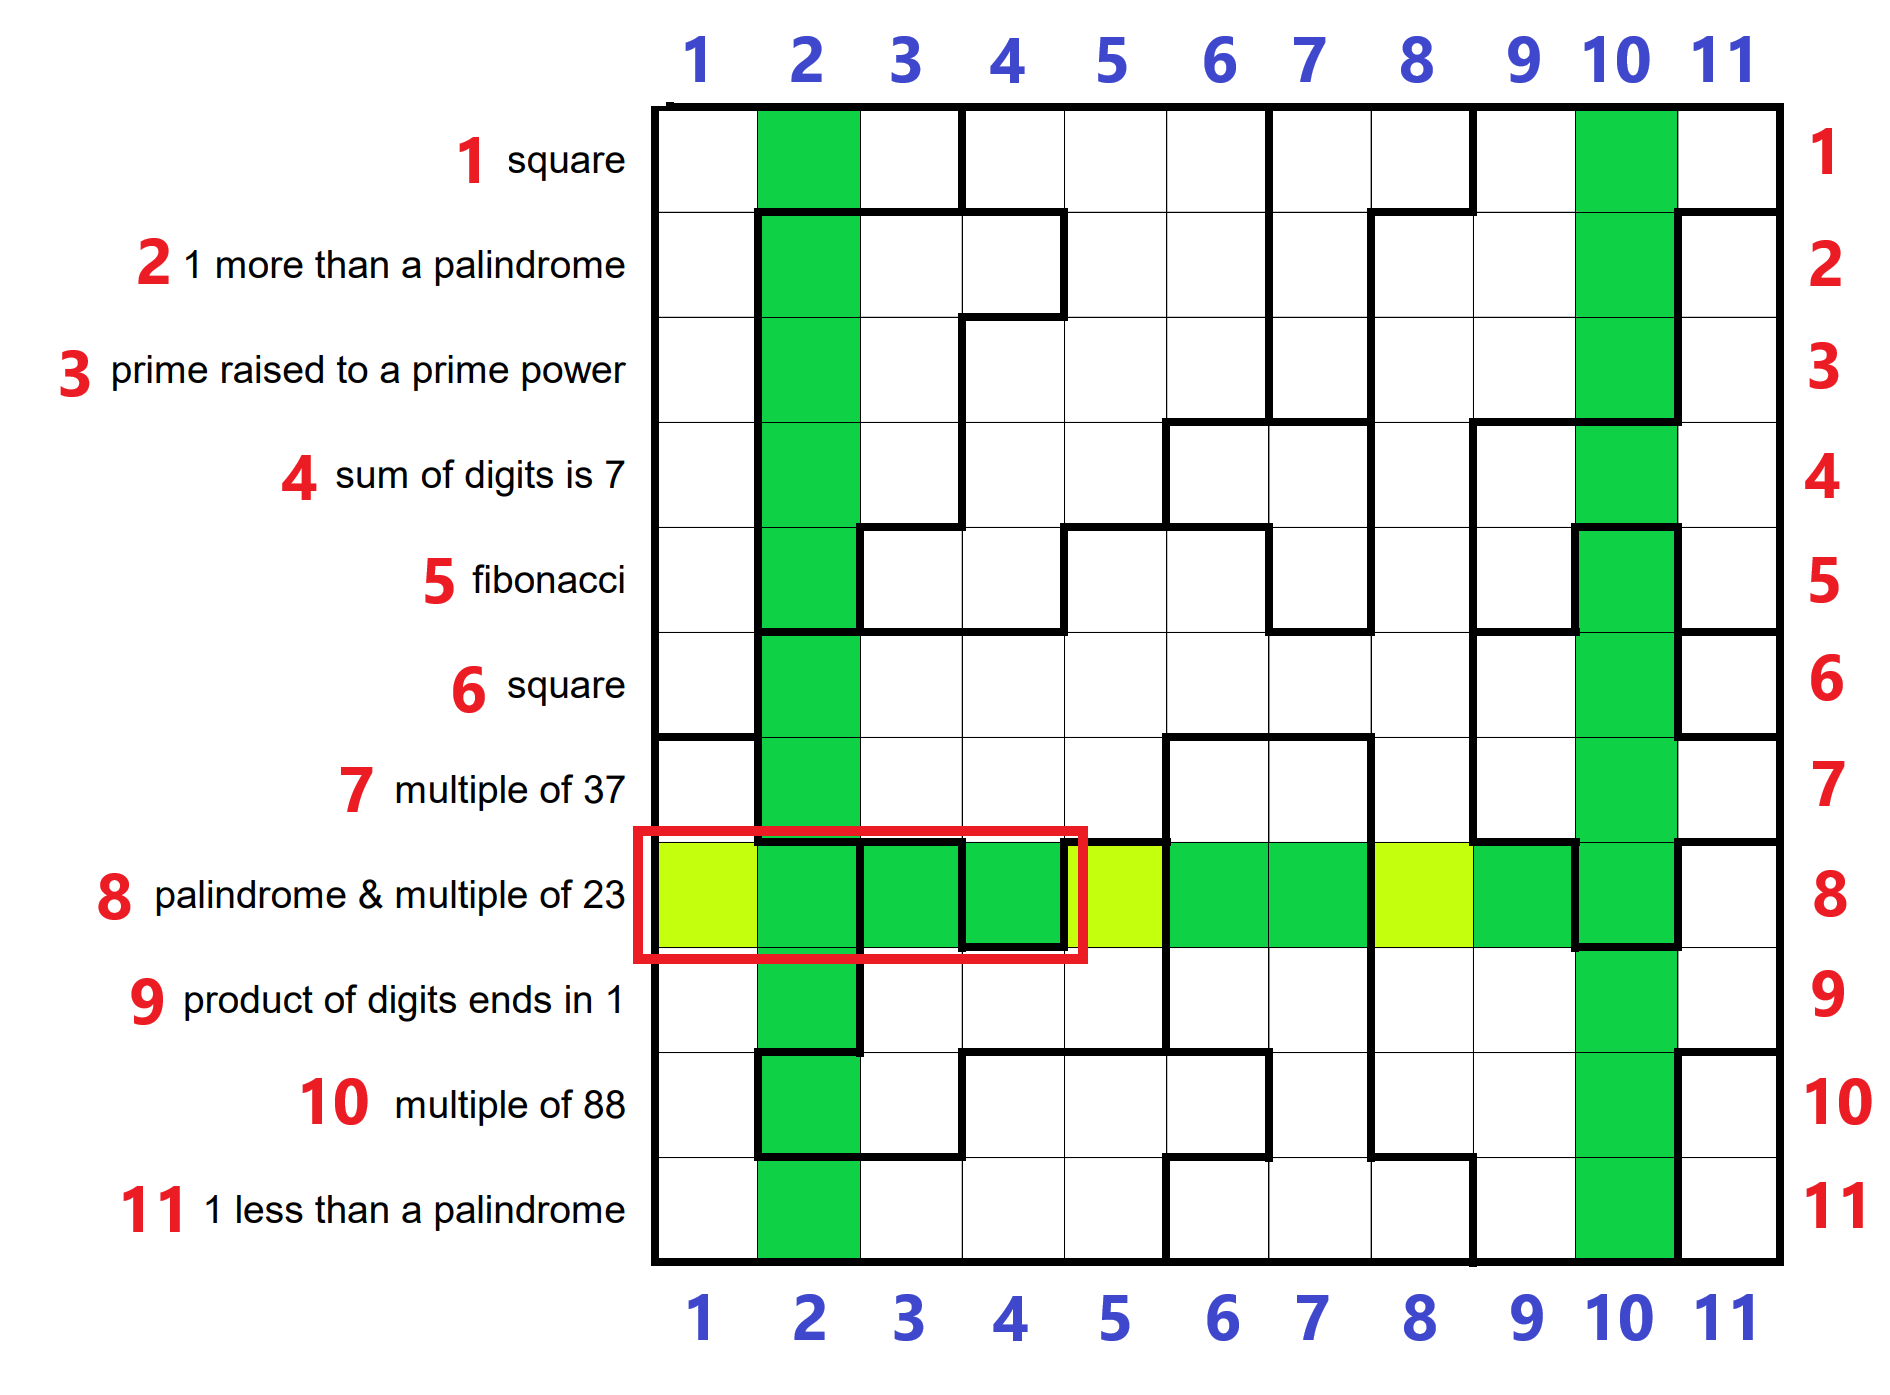 1 2 3 4 5 6 7 8 9 10 11
1 square 1
2 1 more than a palindrome 2
3 prime raised to a prime power 3
4 sum of digits is 7 4
5 fibonacci 5
6 square 6
7 multiple of 37 7
8 palindrome & multiple of 23 8
9 product of digits ends in 1 9
10 multiple of 88 10
11 1 less than a palindrome 11
1 2 3 4 5 6 7 8 9 10 11